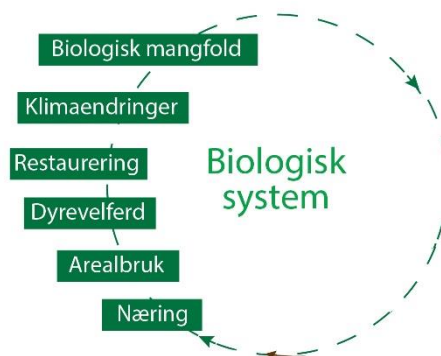 Biologisk mangfold
Klimaendringer
Restaurering
Dyrevelferd
Arealbruk
Næring
Biologisk
system